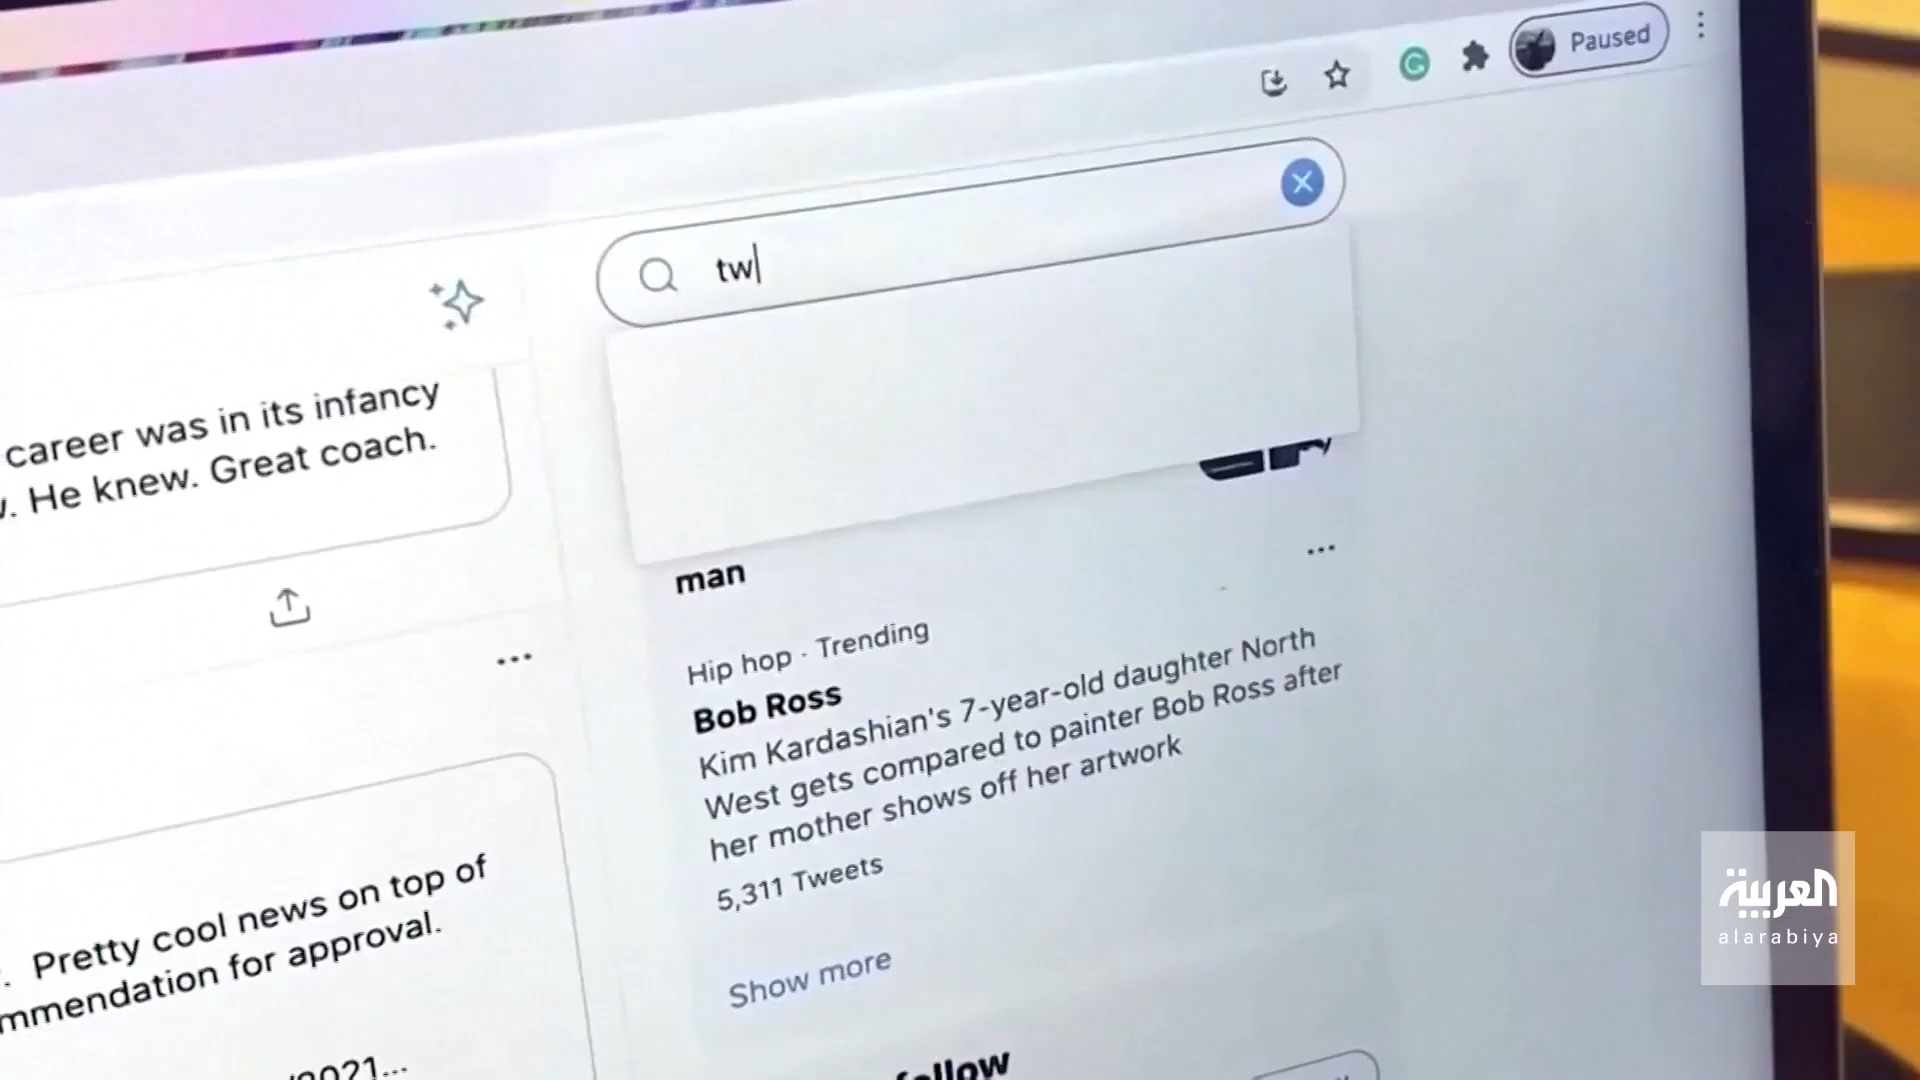 Paused
tw
career was in its infancy
. He knew. Great coach.
man
Hip hop · Trending
Bob Ross
Kim Kardashian's 7-year-old daughter North
West gets compared to painter Bob Ross after
her mother shows off her artwork
5,311 Tweets
Show more
follow
. Pretty cool news on top of
mmendation for approval.
/2021...
العربية
alarabiya